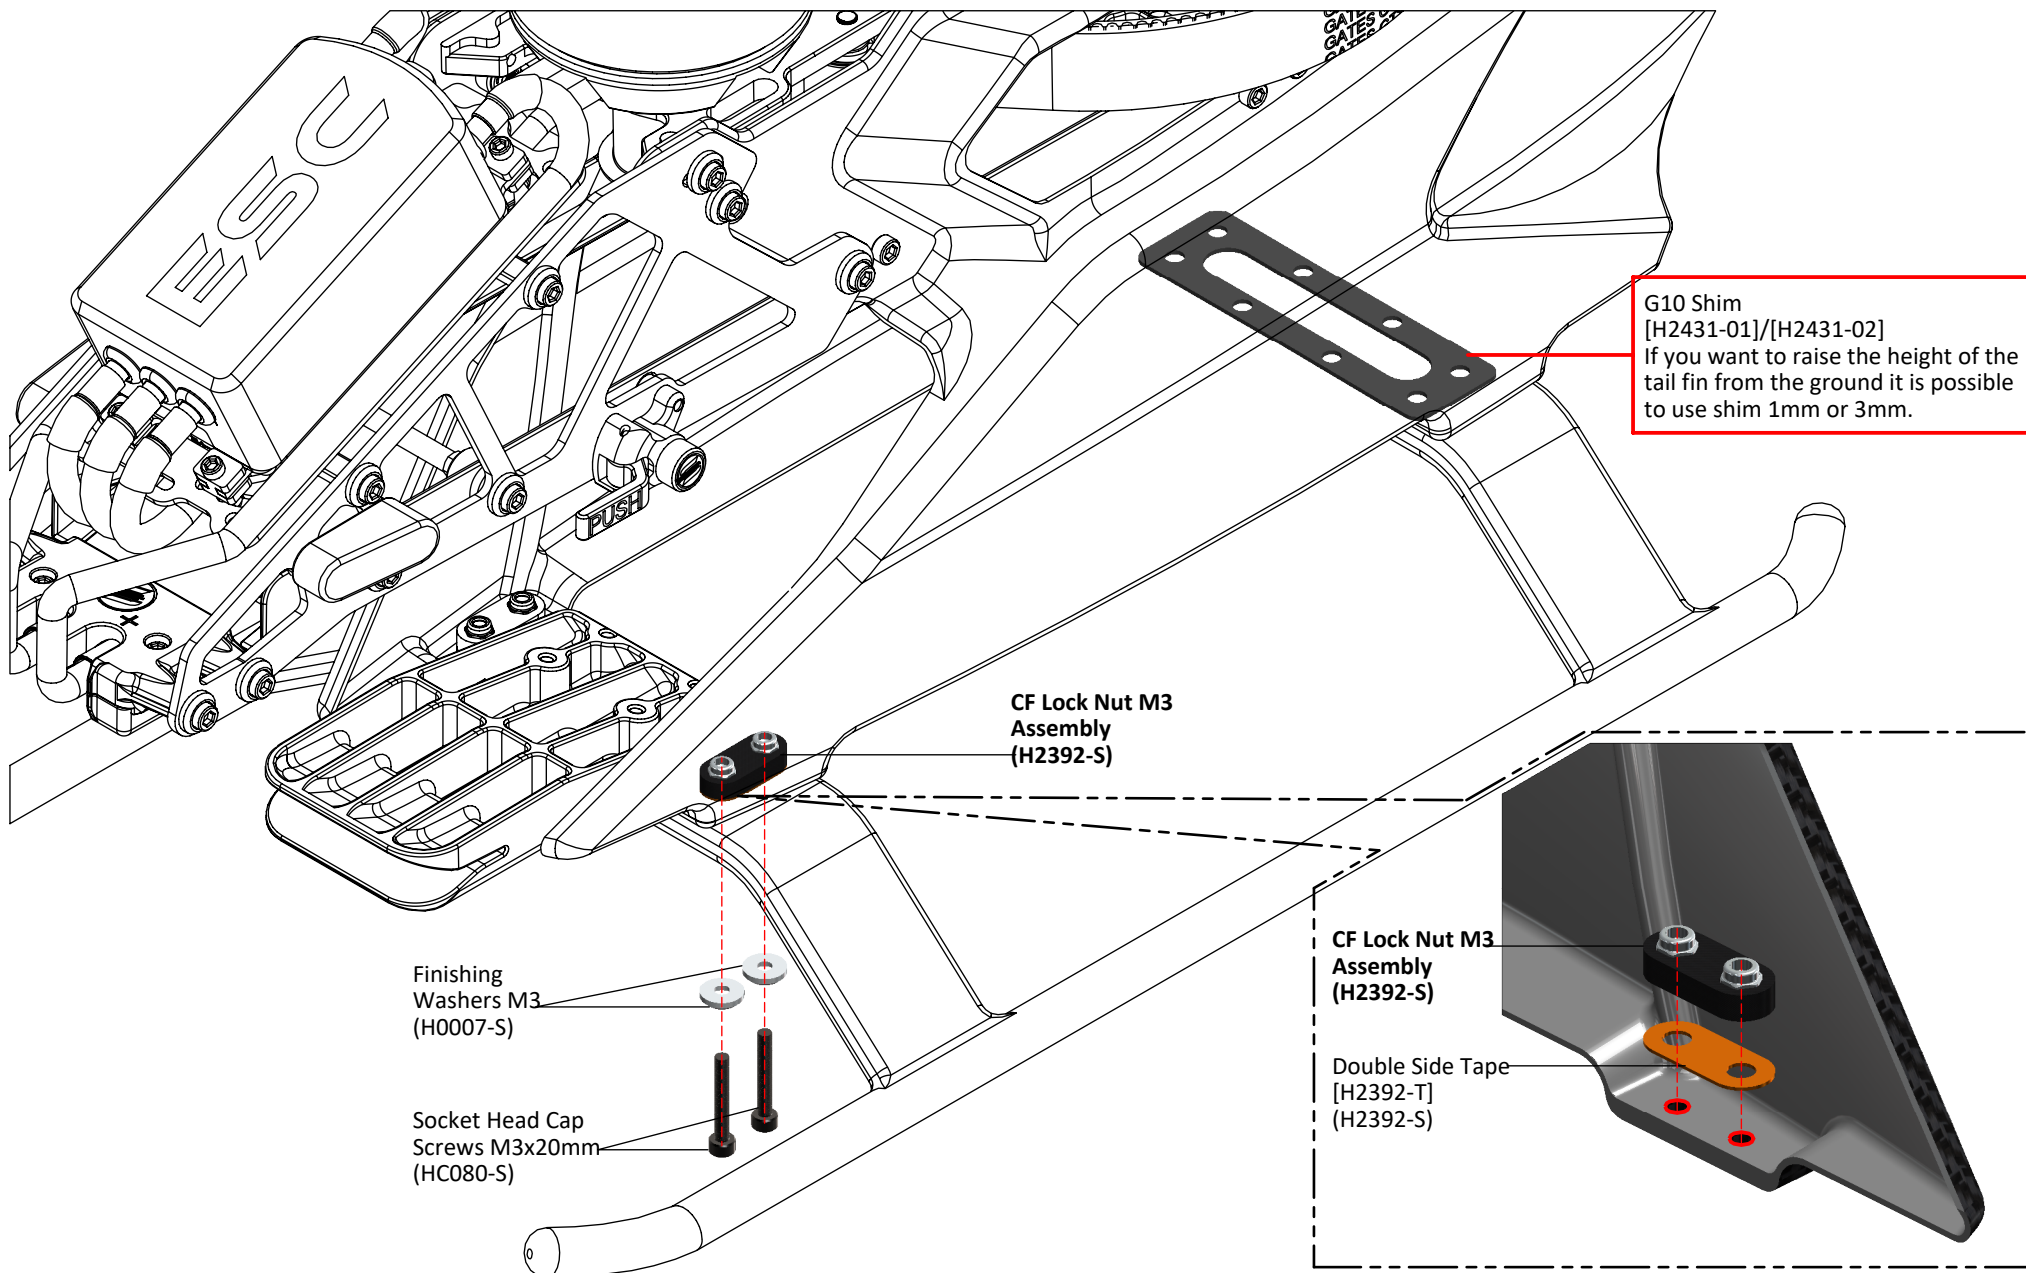 GATES
GATES
ESC
G10 Shim
[H2431-01]/[H2431-02]
If you want to raise the height of the
tail fin from the ground it is possible
to use shim 1mm or 3mm.
PUSH
+
CF Lock Nut M3
Assembly
(H2392-S)
Finishing
Washers M3
(H0007-S)
Socket Head Cap
Screws M3x20mm
(HC080-S)
CF Lock Nut M3
Assembly
(H2392-S)
Double Side Tape
[H2392-T]
(H2392-S)